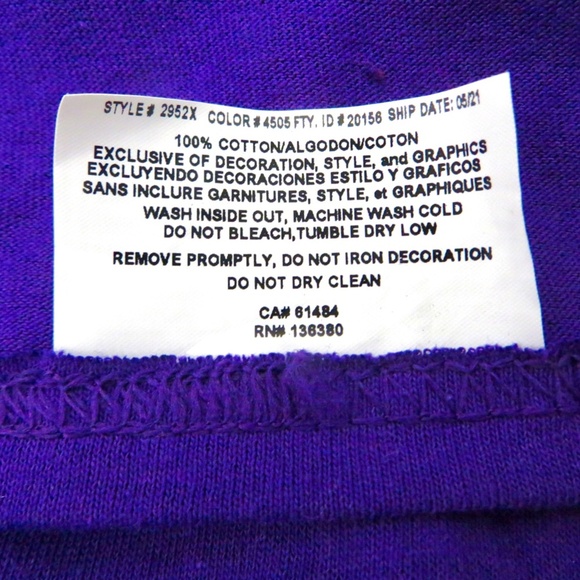 STYLE# 2952X COLOR#4505 FTY. ID#20156 SHIP DATE: 05/21
100% COTTON/ALGODON/COTON
EXCLUSIVE OF DECORATION, STYLE, and GRAPHICS
EXCLUYENDO DECORACIONES ESTILO Y GRAFICOS
SANS INCLURE GARNITURES, STYLE, et GRAPHIQUES
WASH INSIDE OUT, MACHINE WASH COLD
DO NOT BLEACH,TUMBLE DRY LOW
REMOVE PROMPTLY, DO NOT IRON DECORATION
DO NOT DRY CLEAN
CA# 61484
RN# 136380